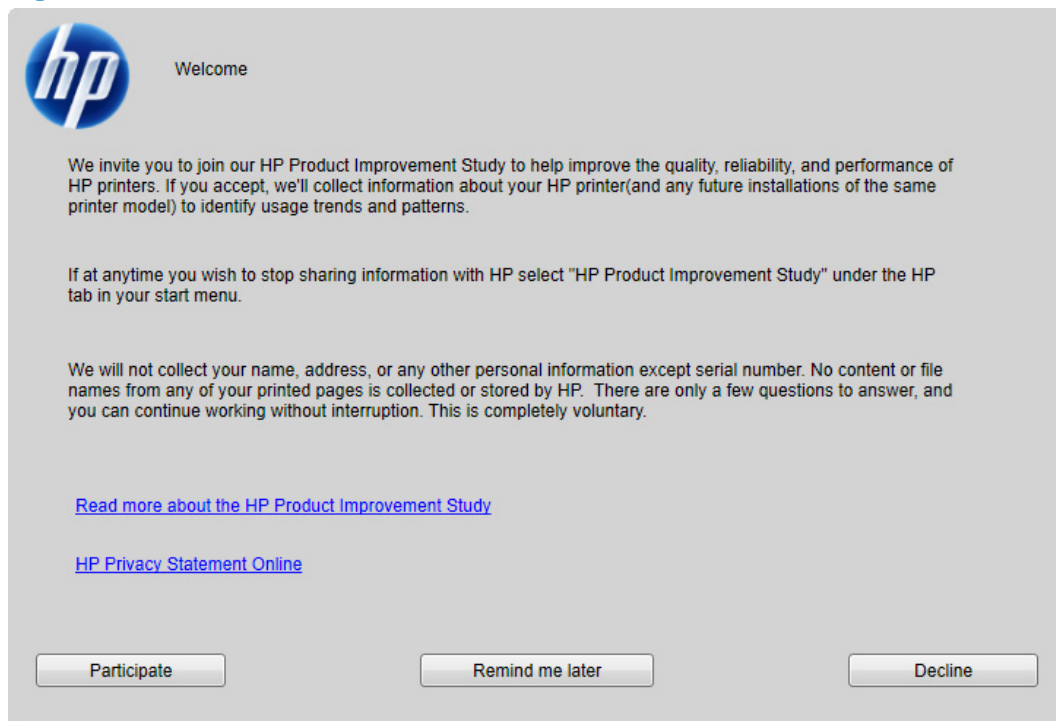 hp
Welcome
We invite you to join our HP Product Improvement Study to help improve the quality, reliability, and performance of
HP printers. If you accept, we'll collect information about your HP printer(and any future installations of the same
printer model) to identify usage trends and patterns.
If at anytime you wish to stop sharing information with HP select "HP Product Improvement Study" under the HP
tab in your start menu.
We will not collect your name, address, or any other personal information except serial number. No content or file
names from any of your printed pages is collected or stored by HP.  There are only a few questions to answer, and
you can continue working without interruption. This is completely voluntary.
Read more about the HP Product Improvement Study
HP Privacy Statement Online
Participate Remind me later Decline